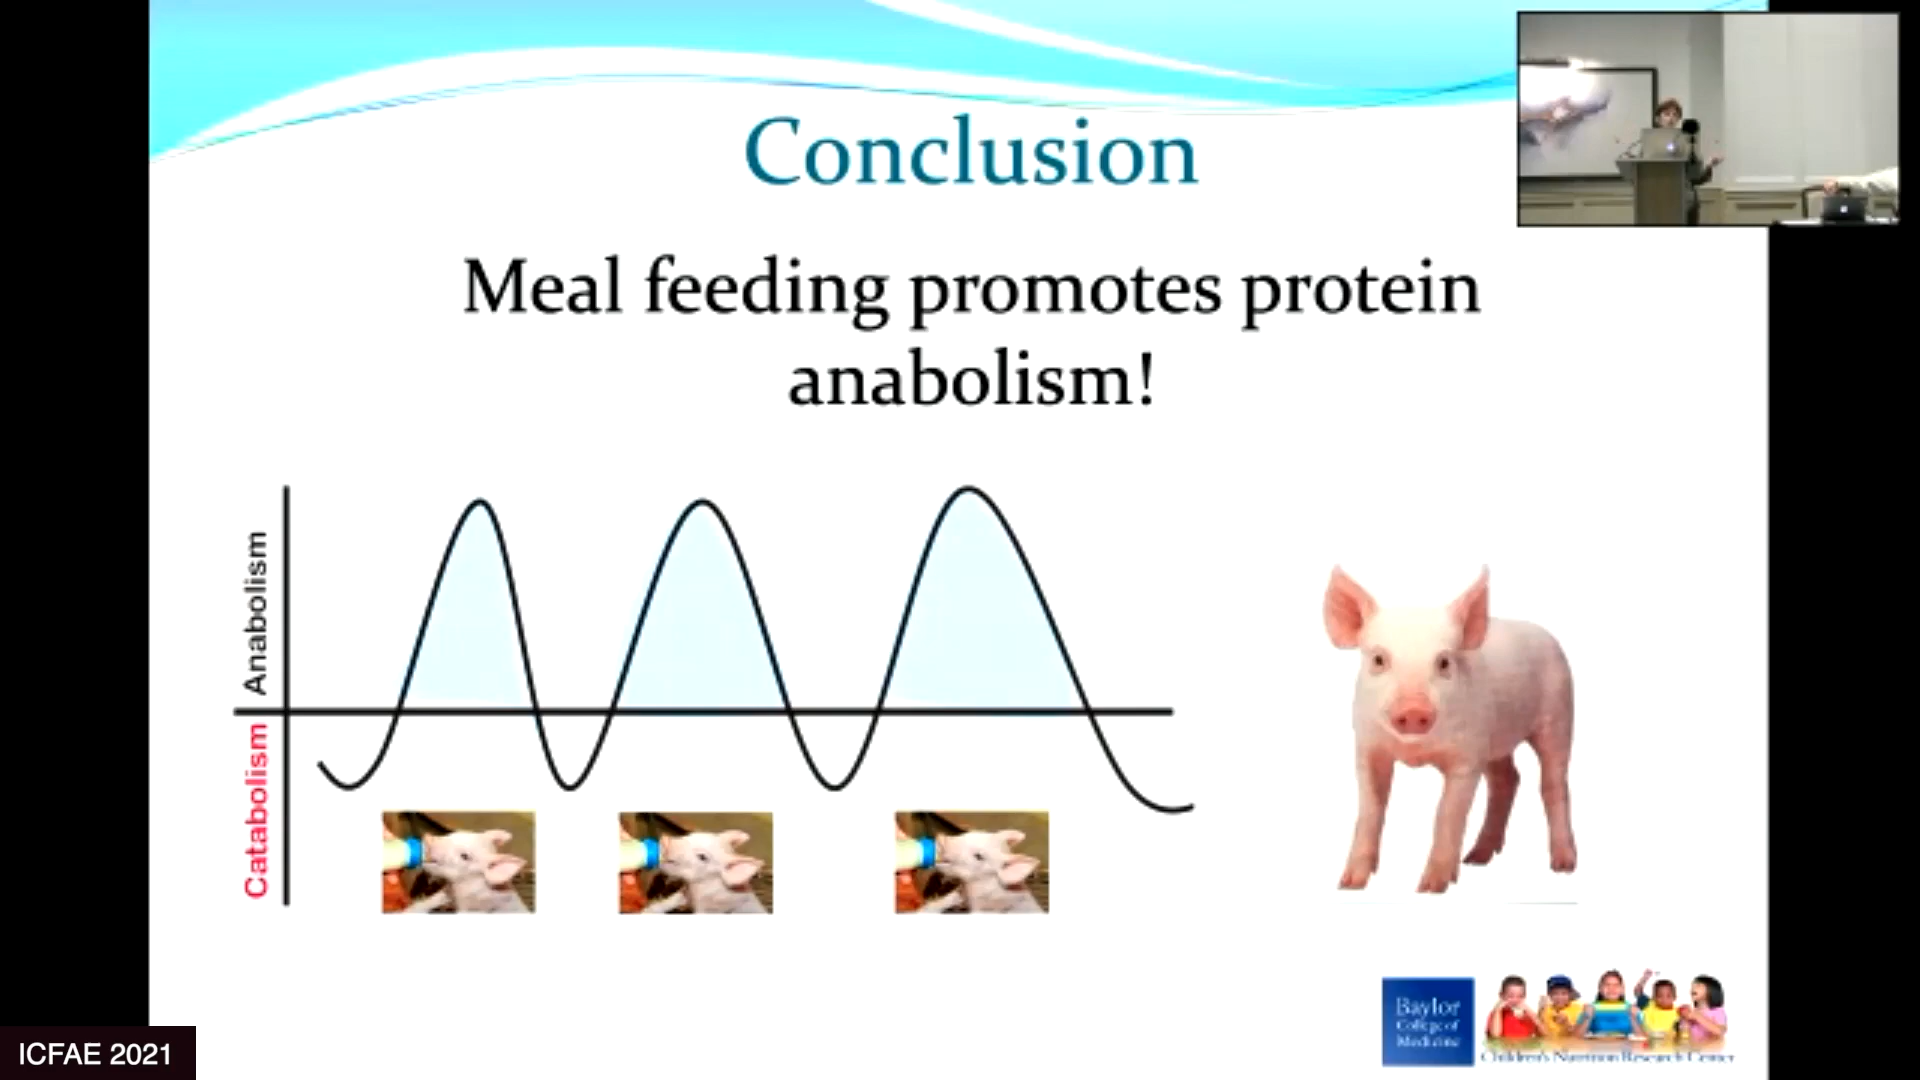 Conclusion
Meal feeding promotes protein
anabolism!
Anabolism
Catabolism
Baylor
College of
Medicine
Children's Nutrition Research Center
ICFAE 2021